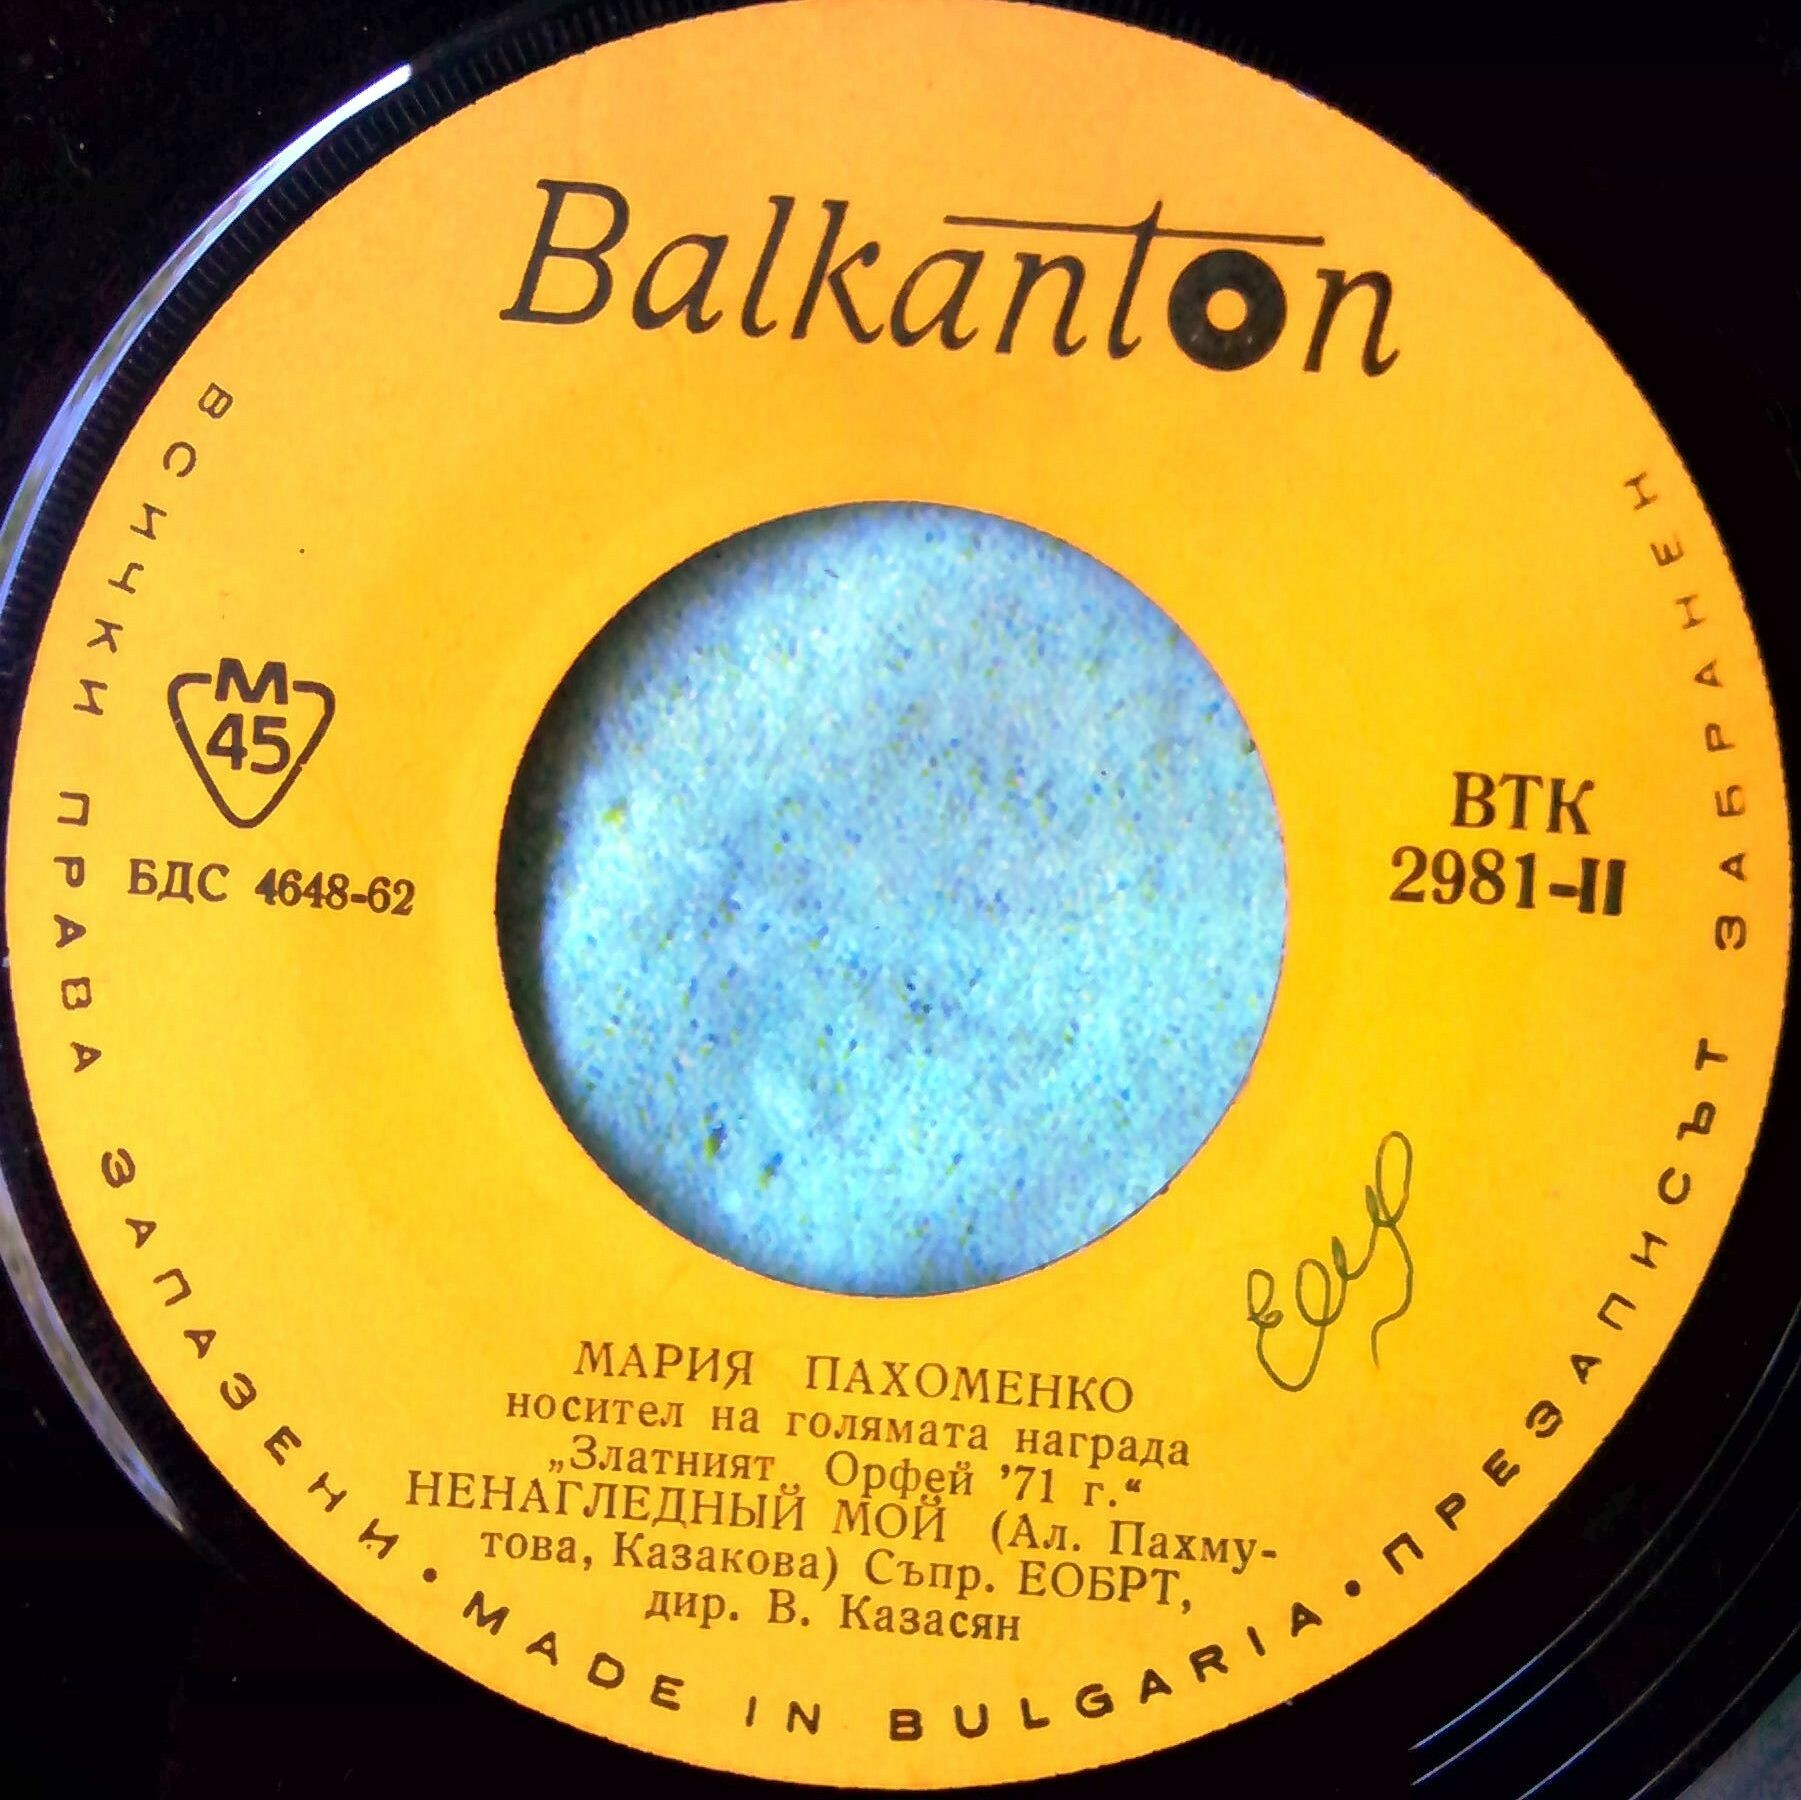 Balkanton
ВСИЧКИ ПРАВА ЗАПАЗЕНИ • MADE IN BULGARIA • ПРЕЗАПИСЪТ ЗАБРАНЕН
М
45
БДС 4648-62
ВТК
2981-II
МАРИЯ ПАХОМЕНКО
носител на голямата награда
„Златният Орфей '71 г.“
НЕНАГЛЕДНЫЙ МОЙ (Ал. Пахму-
това, Казакова) Съпр. ЕОБРТ,
дир. В. Казасян